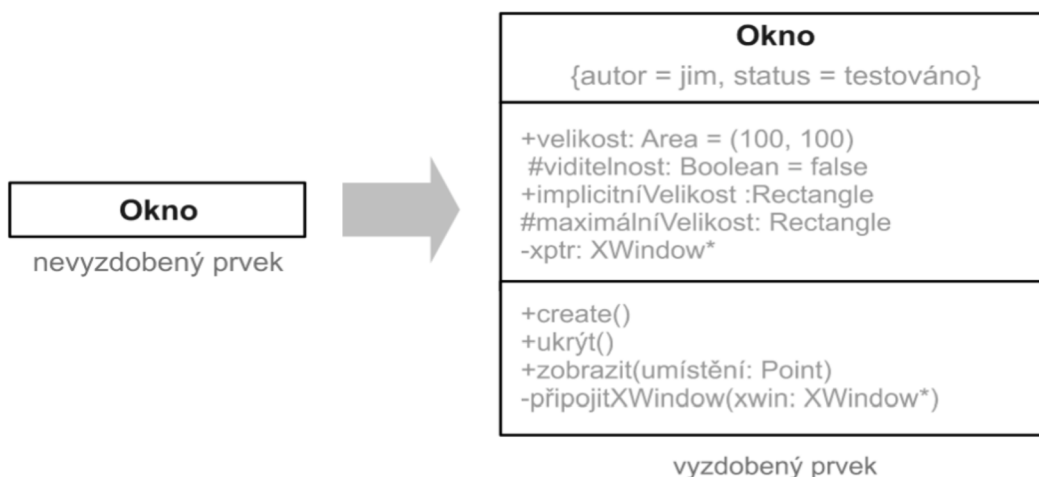 Okno
nevyzdobený prvek
Okno
{autor = jim, status = testováno}
+velikost: Area = (100, 100)
#viditelnost: Boolean = false
+implicitníVelikost :Rectangle
#maximálníVelikost: Rectangle
-xptr: XWindow*
+create()
+ukrýt()
+zobrazit(umístění: Point)
-připojitXWindow(xwin: XWindow*)
vyzdobený prvek